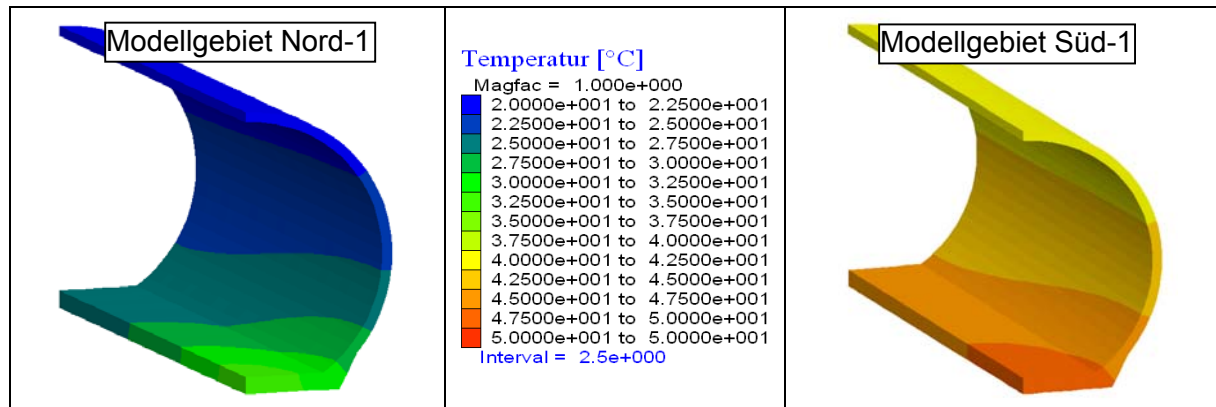 Modellgebiet Nord-1
Temperatur [°C]
Magfac = 1.000e+000
2.0000e+001 to 2.2500e+001
2.2500e+001 to 2.5000e+001
2.5000e+001 to 2.7500e+001
2.7500e+001 to 3.0000e+001
3.0000e+001 to 3.2500e+001
3.2500e+001 to 3.5000e+001
3.5000e+001 to 3.7500e+001
3.7500e+001 to 4.0000e+001
4.0000e+001 to 4.2500e+001
4.2500e+001 to 4.5000e+001
4.5000e+001 to 4.7500e+001
4.7500e+001 to 5.0000e+001
5.0000e+001 to 5.0000e+001
Interval = 2.5e+000
Modellgebiet Süd-1